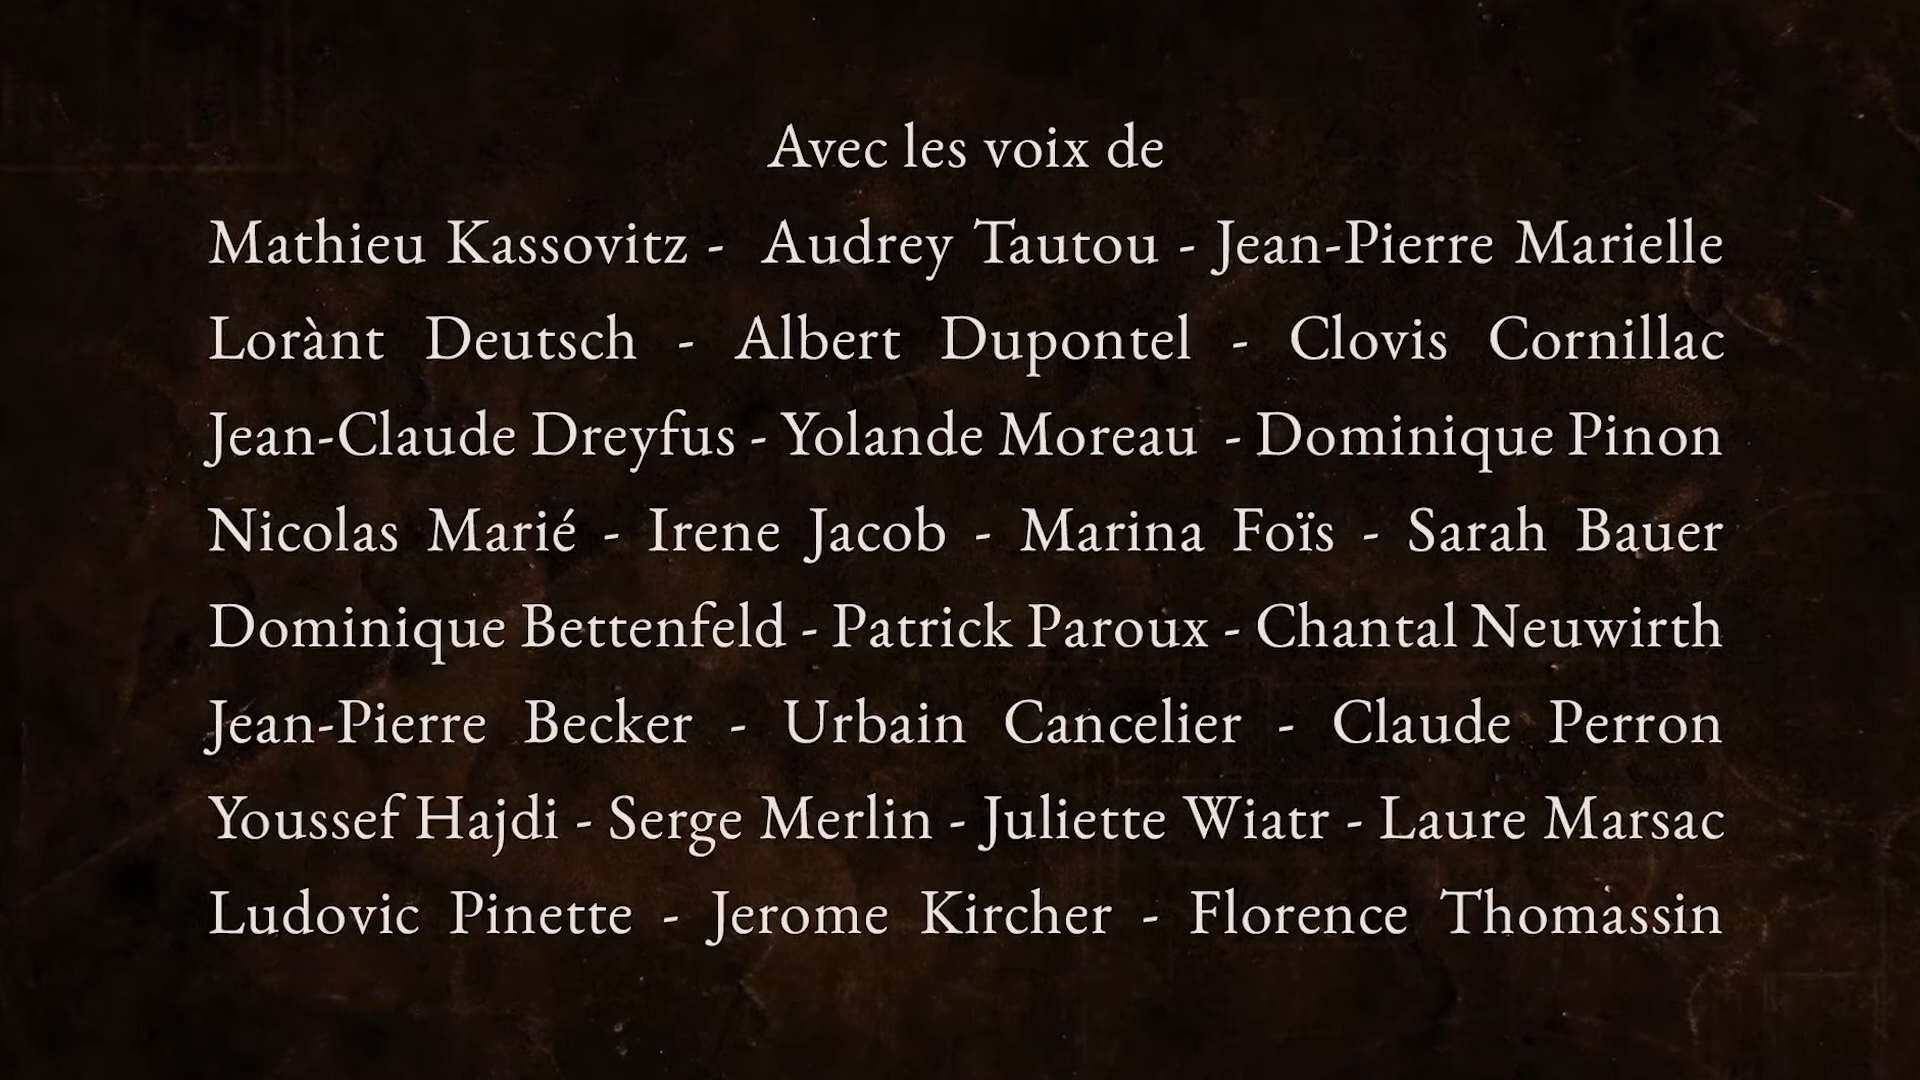 Avec les voix de
Mathieu Kassovitz - Audrey Tautou - Jean-Pierre Marielle
Lorànt Deutsch - Albert Dupontel - Clovis Cornillac
Jean-Claude Dreyfus - Yolande Moreau - Dominique Pinon
Nicolas Marié - Irene Jacob - Marina Foïs - Sarah Bauer
Dominique Bettenfeld - Patrick Paroux - Chantal Neuwirth
Jean-Pierre Becker - Urbain Cancelier - Claude Perron
Youssef Hajdi - Serge Merlin - Juliette Wiatr - Laure Marsac
Ludovic Pinette - Jerome Kircher - Florence Thomassin